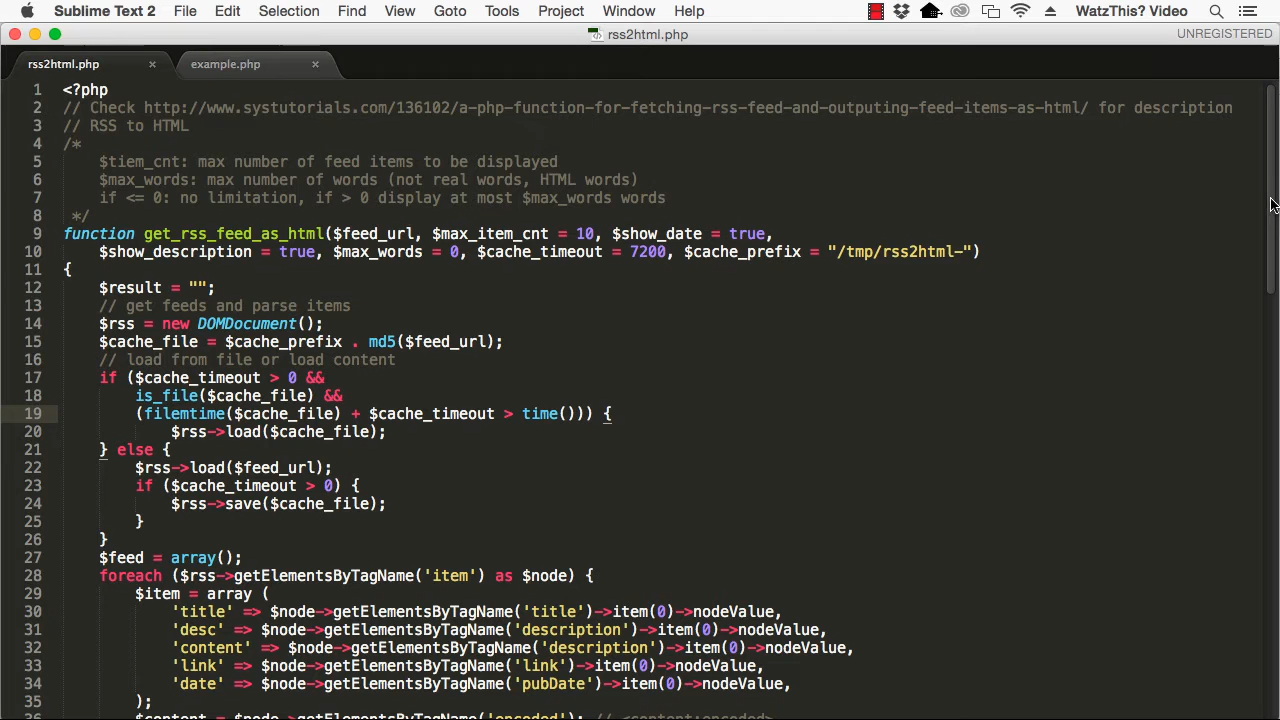 Sublime Text 2 File Edit Selection Find View Goto Tools Project Window Help WatzThis? Video
rss2html.php UNREGISTERED
rss2html.php × example.php ×
1 <?php
2 // Check http://www.systutorials.com/136102/a-php-function-for-fetching-rss-feed-and-outputing-feed-items-as-html/ for description
3 // RSS to HTML
4 /*
5 $tiem_cnt: max number of feed items to be displayed
6 $max_words: max number of words (not real words, HTML words)
7 if <= 0: no limitation, if > 0 display at most $max_words words
8 */
9 function get_rss_feed_as_html($feed_url, $max_item_cnt = 10, $show_date = true,
10 $show_description = true, $max_words = 0, $cache_timeout = 7200, $cache_prefix = "/tmp/rss2html-")
11 {
12 $result = "";
13 // get feeds and parse items
14 $rss = new DOMDocument();
15 $cache_file = $cache_prefix . md5($feed_url);
16 // load from file or load content
17 if ($cache_timeout > 0 &&
18 is_file($cache_file) &&
19 (filemtime($cache_file) + $cache_timeout > time())) {
20 $rss->load($cache_file);
21 } else {
22 $rss->load($feed_url);
23 if ($cache_timeout > 0) {
24 $rss->save($cache_file);
25 }
26 }
27 $feed = array();
28 foreach ($rss->getElementsByTagName('item') as $node) {
29 $item = array (
30 'title' => $node->getElementsByTagName('title')->item(0)->nodeValue,
31 'desc' => $node->getElementsByTagName('description')->item(0)->nodeValue,
32 'content' => $node->getElementsByTagName('description')->item(0)->nodeValue,
33 'link' => $node->getElementsByTagName('link')->item(0)->nodeValue,
34 'date' => $node->getElementsByTagName('pubDate')->item(0)->nodeValue,
35 );
36 $content = $node->getElementsByTagName('encoded'); // <content:encoded>